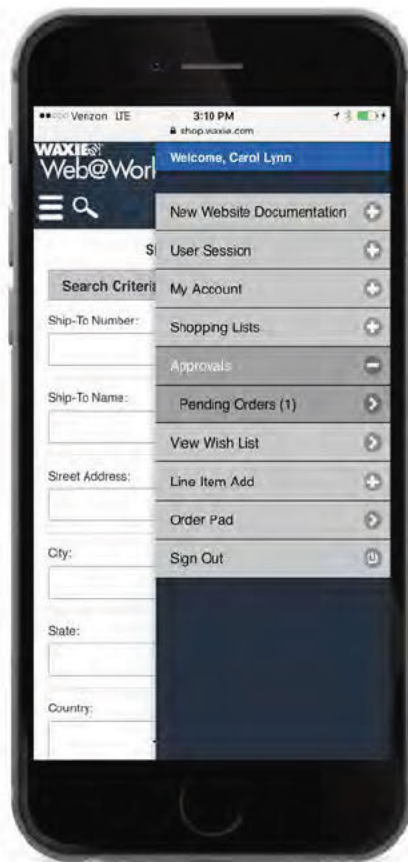 Verizon LTE 3:10 PM
shop.waxie.com
WAXIE
Web@Work
Welcome, Carol Lynn
New Website Documentation
User Session
Search Criteria
My Account
Ship-To Number:
Shopping Lists
Approvals
Ship-To Name:
Pending Orders (1)
View Wish List
Street Address:
Line Item Add
Order Pad
City:
Sign Out
State:
Country: